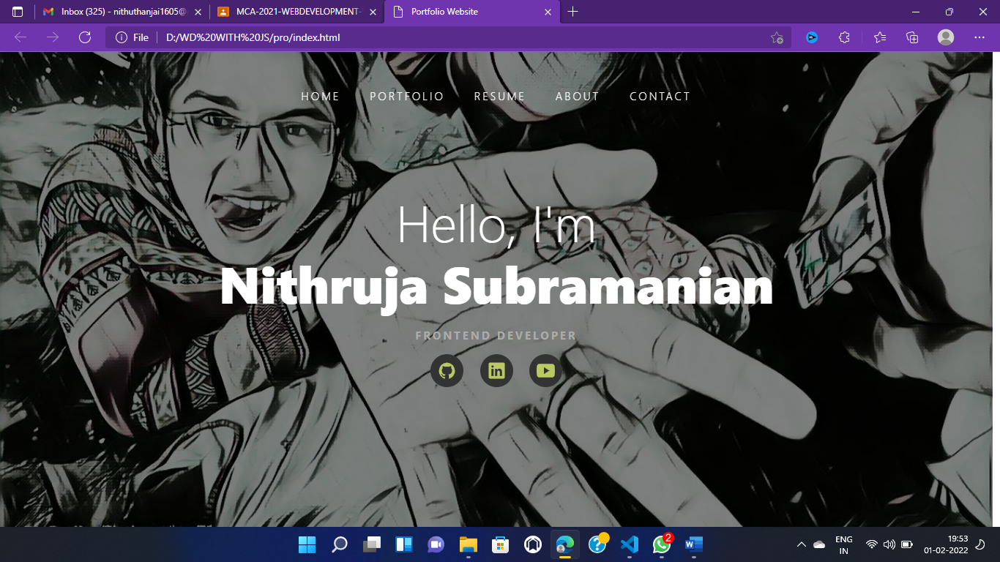 Inbox (325) - nithuthanjai1605@
MCA-2021-WEBDEVELOPMENT-
Portfolio Website
File
D:/WD%20WITH%20JS/pro/index.html
HOME
PORTFOLIO
RESUME
ABOUT
CONTACT
Hello, I'm
Nithruja Subramanian
FRONTEND DEVELOPER
in
2
W
ENG
IN
19:53
01-02-2022